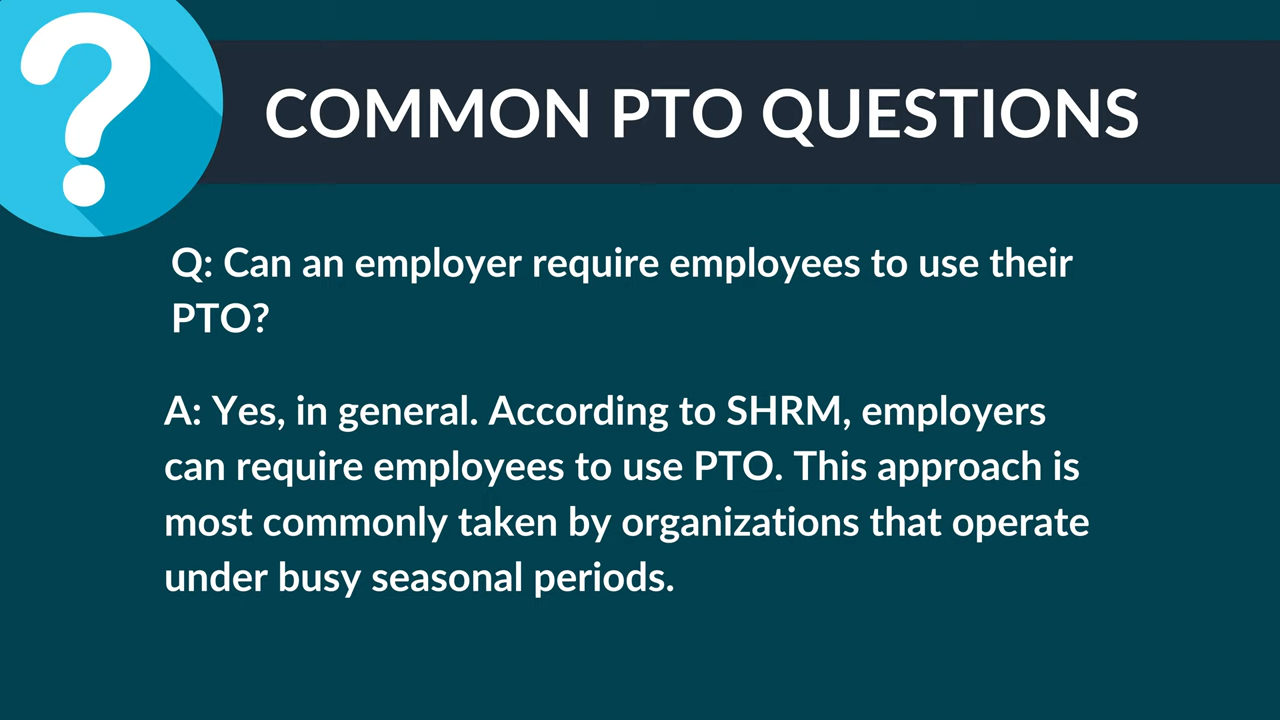 COMMON PTO QUESTIONS
Q: Can an employer require employees to use their
PTO?
A: Yes, in general. According to SHRM, employers
can require employees to use PTO. This approach is
most commonly taken by organizations that operate
under busy seasonal periods.